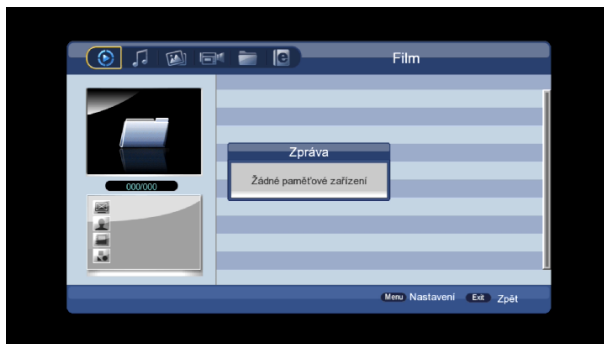 Film
Zpráva
Žádné paměťové zařízení
000/000
Menu Nastavení Exit Zpět